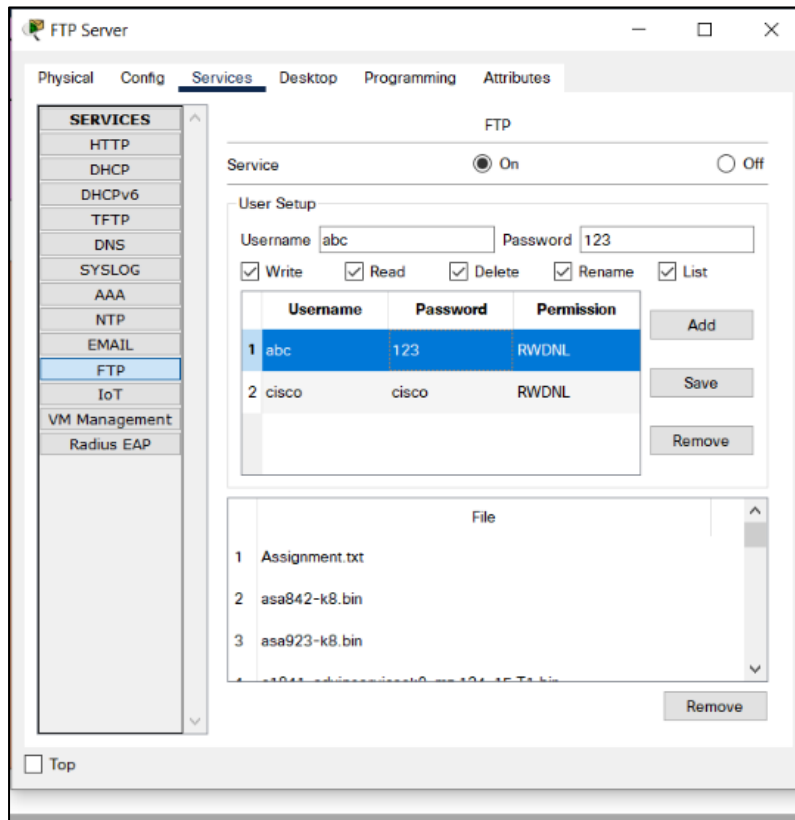 FTP Server
Physical Config Services Desktop Programming Attributes
SERVICES
HTTP
DHCP
DHCPv6
TFTP
DNS
SYSLOG
AAA
NTP
EMAIL
FTP
IoT
VM Management
Radius EAP
FTP
Service On Off
User Setup
Username abc Password 123
Write Read Delete Rename List
Username Password Permission
1 abc 123 RWDNL
2 cisco cisco RWDNL
Add
Save
Remove
File
1 Assignment.txt
2 asa842-k8.bin
3 asa923-k8.bin
Remove
Top